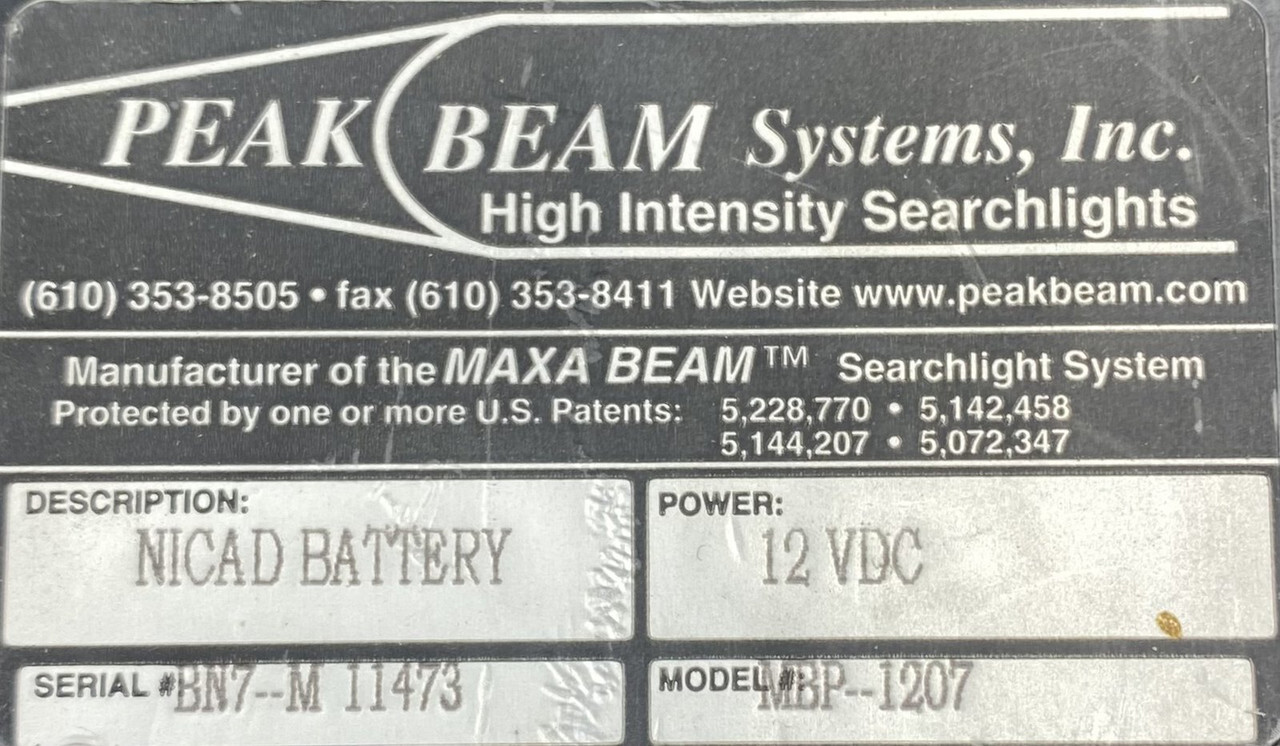 PEAK BEAM Systems, Inc.
High Intensity Searchlights
(610) 353-8505 • fax (610) 353-8411 Website www.peakbeam.com
Manufacturer of the MAXA BEAM™ Searchlight System
Protected by one or more U.S. Patents: 5,228,770 • 5,142,458
5,144,207 • 5,072,347
DESCRIPTION:
NICAD BATTERY
POWER:
12 VDC
SERIAL # BN7--M 11473
MODEL #: MBP--1207